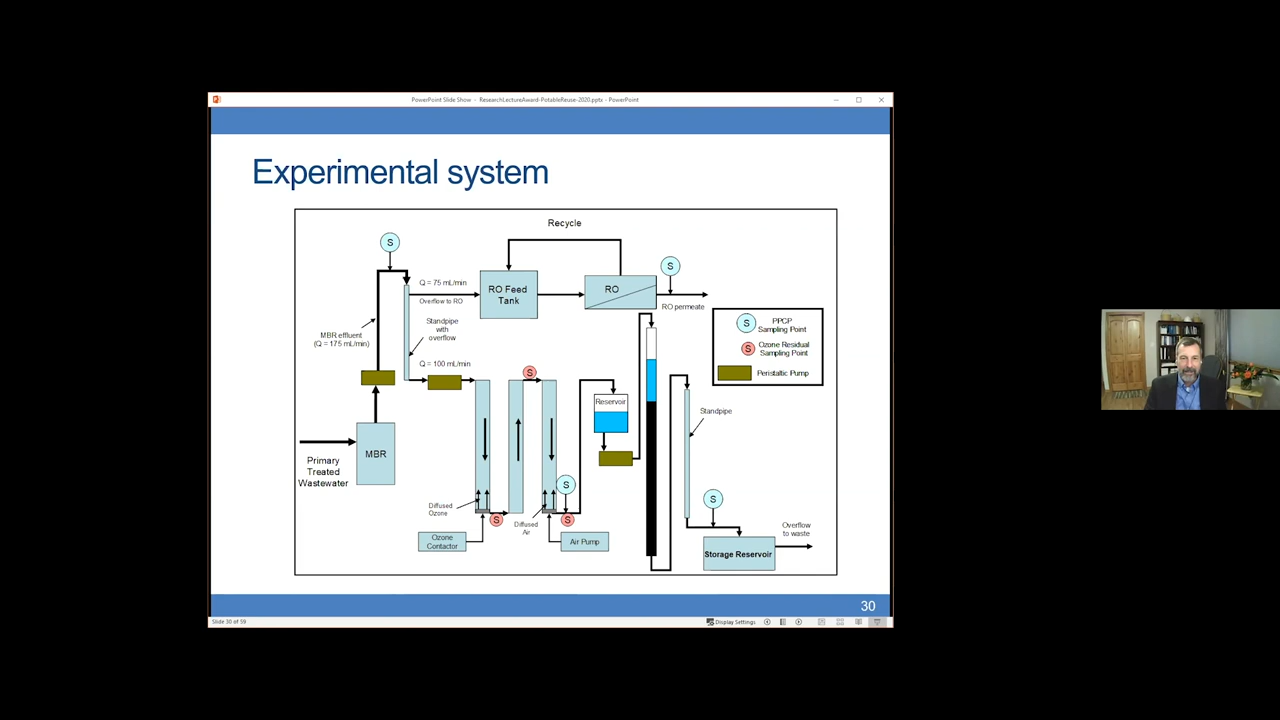 PowerPoint Slide Show - ResearchLectureAward-PotableReuse-2020.pptx - PowerPoint
Experimental system
Recycle
S
Q = 75 mL/min
Overflow to RO
RO Feed
Tank
RO
S
RO permeate
MBR effluent
(Q = 175 mL/min)
Standpipe
with
overflow
Q = 100 mL/min
S
PPCP
Sampling Point
S
Ozone Residual
Sampling Point
Peristaltic Pump
S
Reservoir
Standpipe
MBR
Primary
Treated
Wastewater
Diffused
Ozone
S
Diffused
Air
S
S
S
Ozone
Contactor
Air Pump
Storage Reservoir
Overflow
to waste
30
Slide 30 of 59
Display Settings